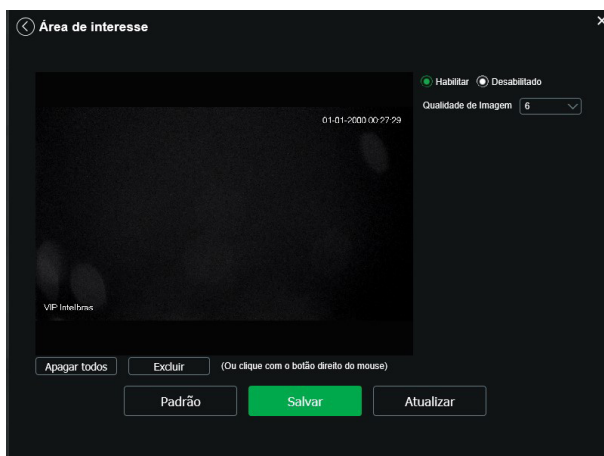 Área de interesse
Habilitar
Desabilitado
Qualidade de Imagem 6
01-01-2000 00:27:29
VIP Intelbras
Apagar todos
Excluir
(Ou clique com o botão direito do mouse)
Padrão
Salvar
Atualizar